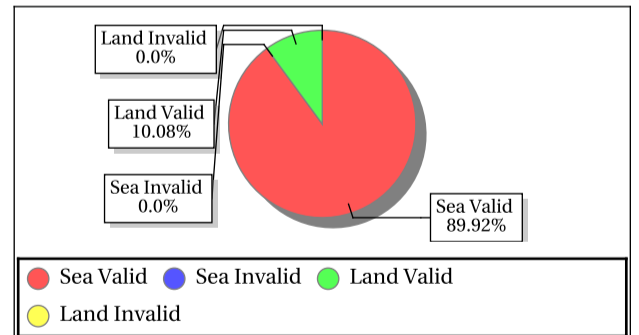 Land Invalid
0.0%
Land Valid
10.08%
Sea Invalid
0.0%
Sea Valid
89.92%
Sea Valid Sea Invalid Land Valid
Land Invalid